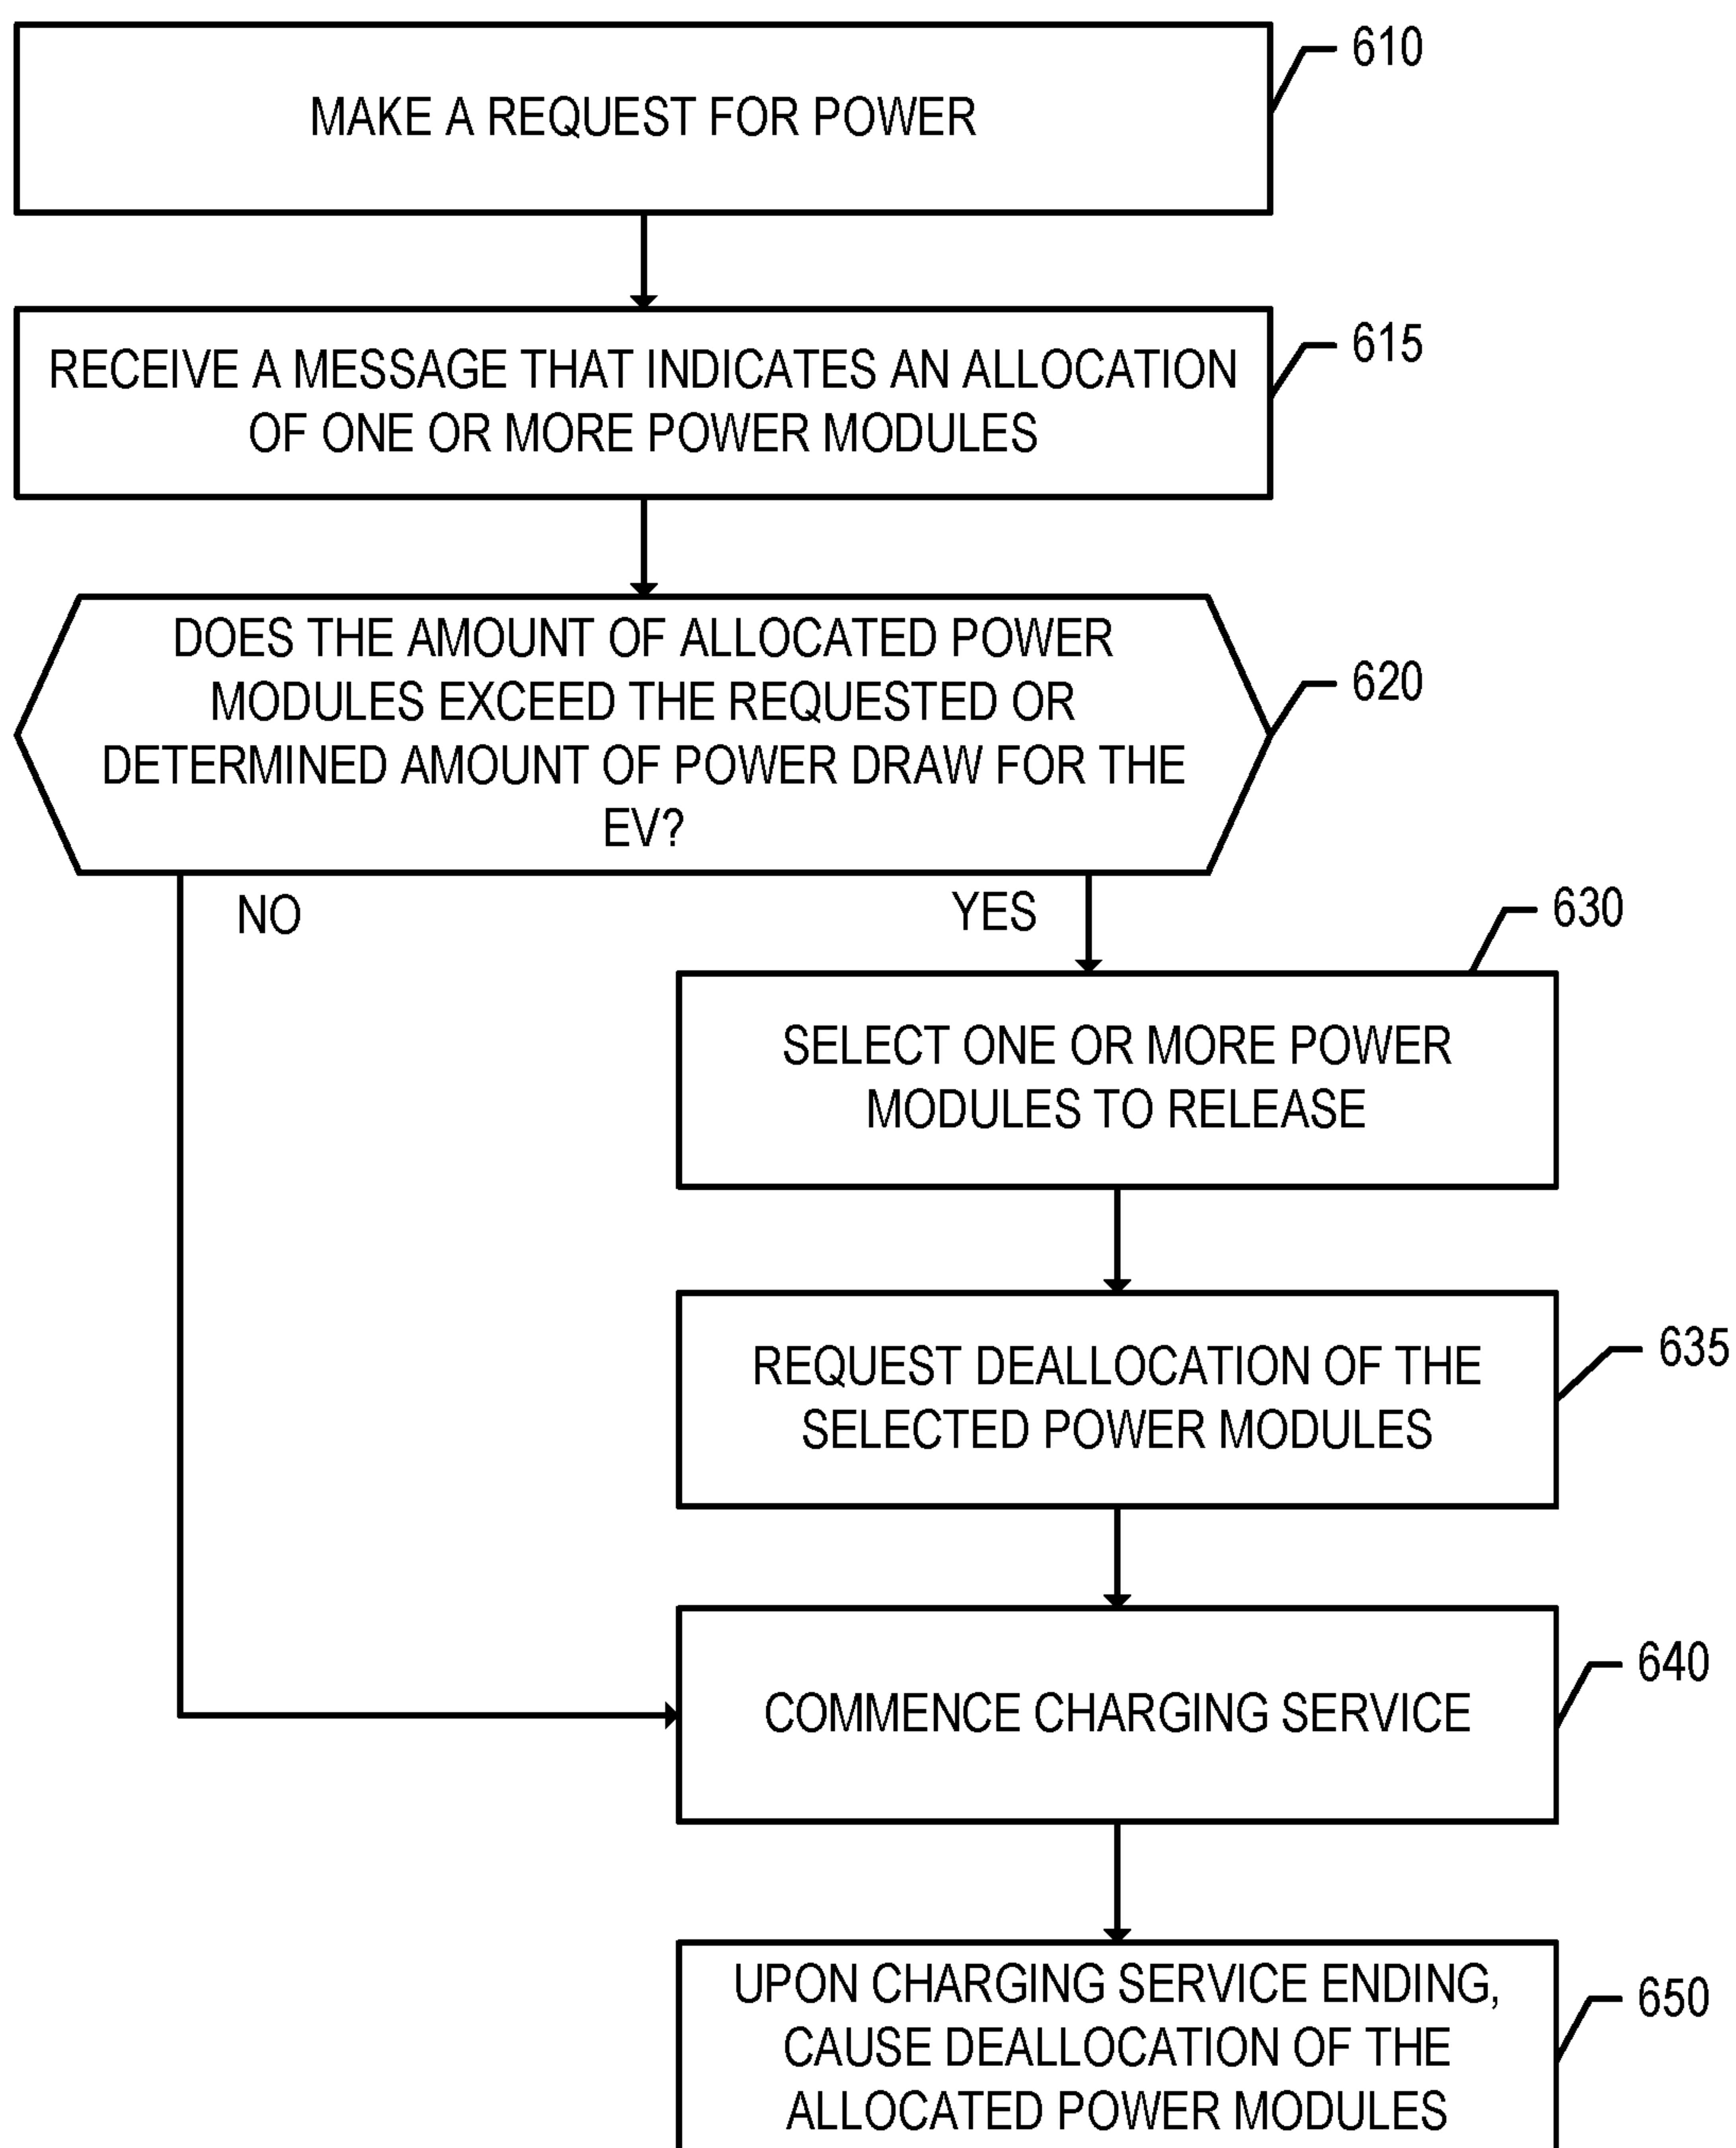 610
MAKE A REQUEST FOR POWER
615
RECEIVE A MESSAGE THAT INDICATES AN ALLOCATION
OF ONE OR MORE POWER MODULES
DOES THE AMOUNT OF ALLOCATED POWER
MODULES EXCEED THE REQUESTED OR
DETERMINED AMOUNT OF POWER DRAW FOR THE
EV?
620
NO
YES
630
SELECT ONE OR MORE POWER
MODULES TO RELEASE
635
REQUEST DEALLOCATION OF THE
SELECTED POWER MODULES
640
COMMENCE CHARGING SERVICE
UPON CHARGING SERVICE ENDING,
CAUSE DEALLOCATION OF THE
ALLOCATED POWER MODULES
650